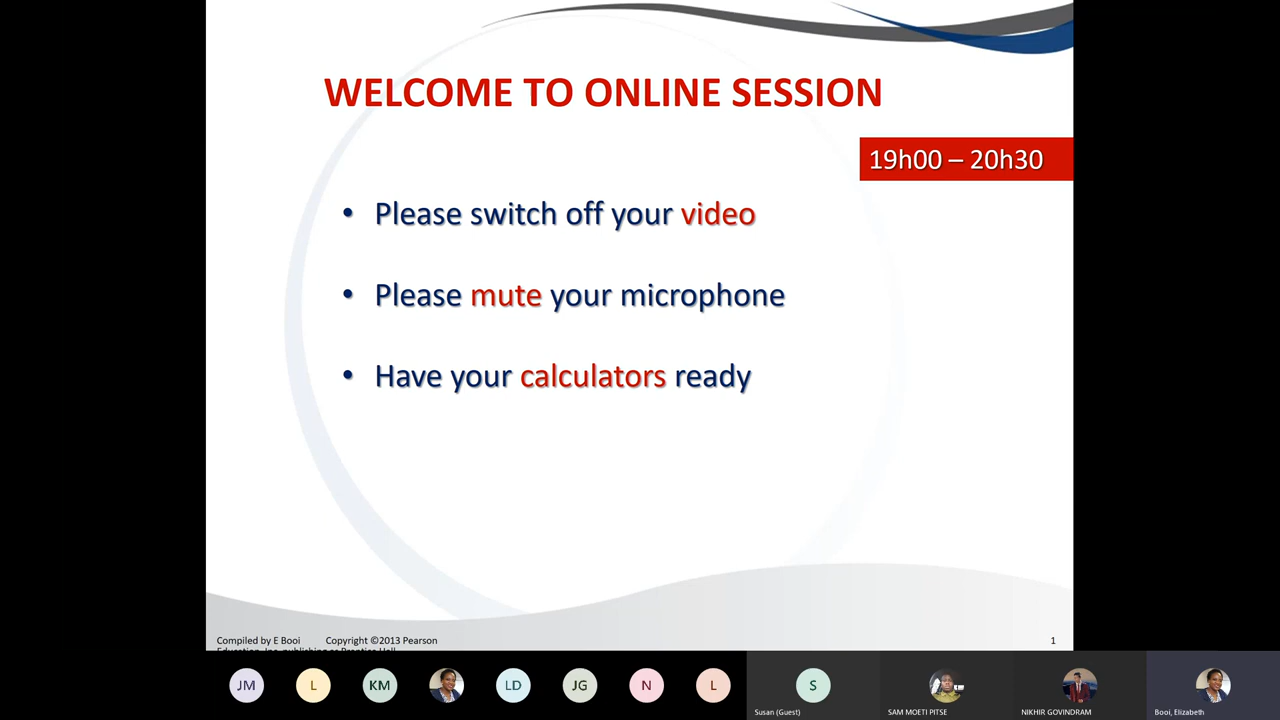 WELCOME TO ONLINE SESSION
19h00 – 20h30
• Please switch off your video
• Please mute your microphone
• Have your calculators ready
Compiled by E Booi Copyright ©2013 Pearson
Education, Inc. publishing as Prentice Hall
1
JM L KM LD JG N L S
Susan (Guest) SAM MOETI PITSE NIKHIR GOVINDRAM Booi, Elizabeth